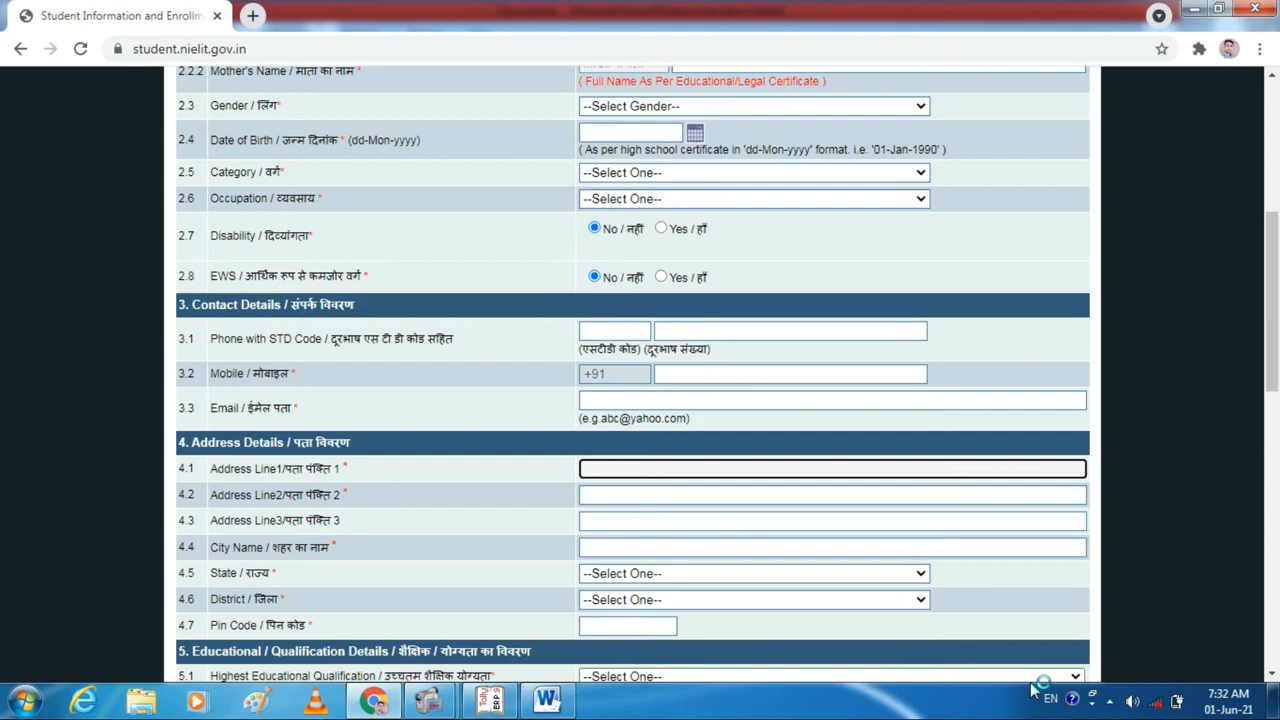 Student Information and Enrollm
student.nielit.gov.in
2.2.2 Mother's Name / माता का नाम *
( Full Name As Per Educational/Legal Certificate )
2.3 Gender / लिंग* --Select Gender--
2.4 Date of Birth / जन्म दिनांक * (dd-Mon-yyyy)
( As per high school certificate in 'dd-Mon-yyyy' format. i.e. '01-Jan-1990' )
2.5 Category / वर्ग* --Select One--
2.6 Occupation / व्यवसाय * --Select One--
2.7 Disability / दिव्यांगता* No / नहीं Yes / हाँ
2.8 EWS / आर्थिक रुप से कमजोर वर्ग * No / नहीं Yes / हाँ
3. Contact Details / संपर्क विवरण
3.1 Phone with STD Code / दूरभाष एस टी डी कोड सहित
(एसटीडी कोड) (दूरभाष संख्या)
3.2 Mobile / मोबाइल * +91
3.3 Email / ईमेल पता *
(e.g.abc@yahoo.com)
4. Address Details / पता विवरण
4.1 Address Line1/पता पंक्ति 1 *
4.2 Address Line2/पता पंक्ति 2 *
4.3 Address Line3/पता पंक्ति 3
4.4 City Name / शहर का नाम *
4.5 State / राज्य * --Select One--
4.6 District / जिला * --Select One--
4.7 Pin Code / पिन कोड *
5. Educational / Qualification Details / शैक्षिक / योग्यता का विवरण
5.1 Highest Educational Qualification / उच्चतम शैक्षिक योग्यता* --Select One--
EN 7:32 AM
01-Jun-21